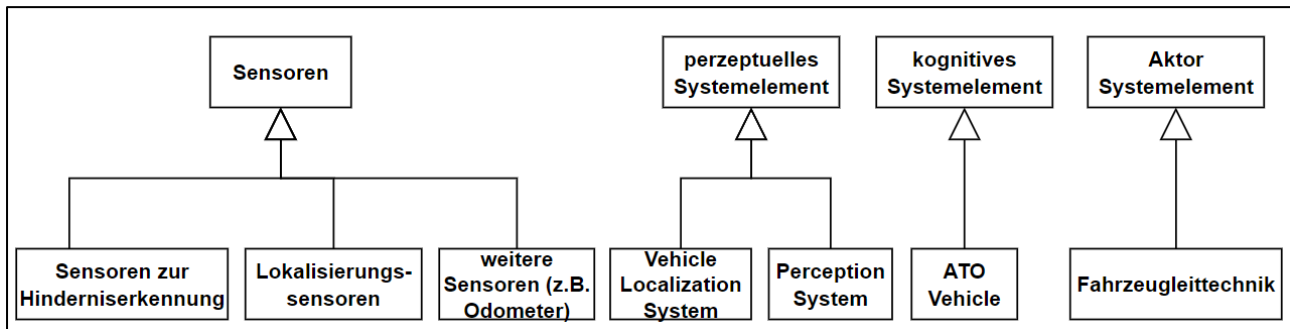 Sensoren
perzeptuelles
Systemelement
kognitives
Systemelement
Aktor
Systemelement
Sensoren zur
Hinderniserkennung
Lokalisierungs-
sensoren
weitere
Sensoren (z.B.
Odometer)
Vehicle
Localization
System
Perception
System
ATO
Vehicle
Fahrzeugleittechnik